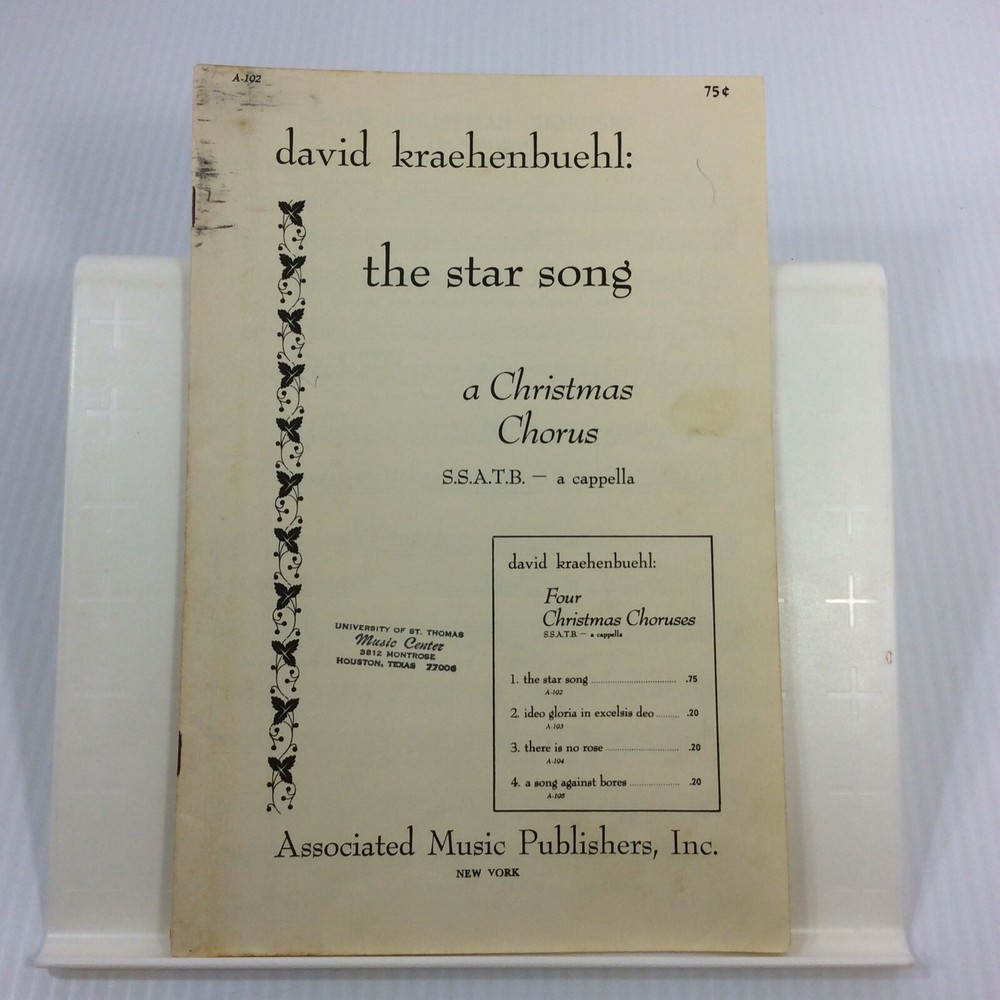 A-102
75¢
david kraehenbuehl:
the star song
a Christmas
Chorus
S.S.A.T.B. — a cappella
david kraehenbuehl:
Four
Christmas Choruses
S.S.A.T.B. — a cappella
1. the star song .75
A-102
2. ideo gloria in excelsis deo .20
A-103
3. there is no rose .20
A-104
4. a song against bores .20
A-105
UNIVERSITY OF ST. THOMAS
Music Center
3812 MONTROSE
HOUSTON, TEXAS 77006
Associated Music Publishers, Inc.
NEW YORK